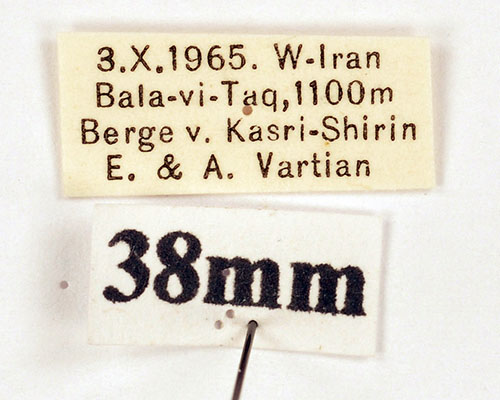 3.X.1965. W-Iran
Bala-vi-Taq,1100m
Berge v. Kasri-Shirin
E. & A. Vartian
38mm